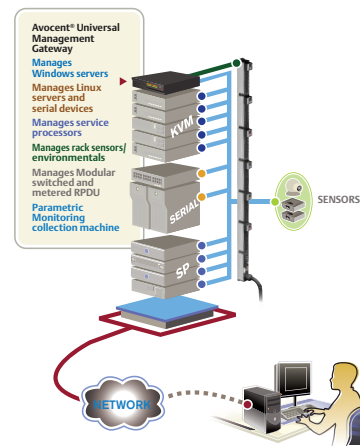 Avocent® Universal
Management
Gateway
Manages
Windows servers
Manages Linux
servers and
serial devices
Manages service
processors
Manages rack sensors/
environmentals
Manages Modular
switched and
metered RPDU
Parametric
Monitoring
collection machine
KVM
SERIAL
SENSORS
SP
NETWORK